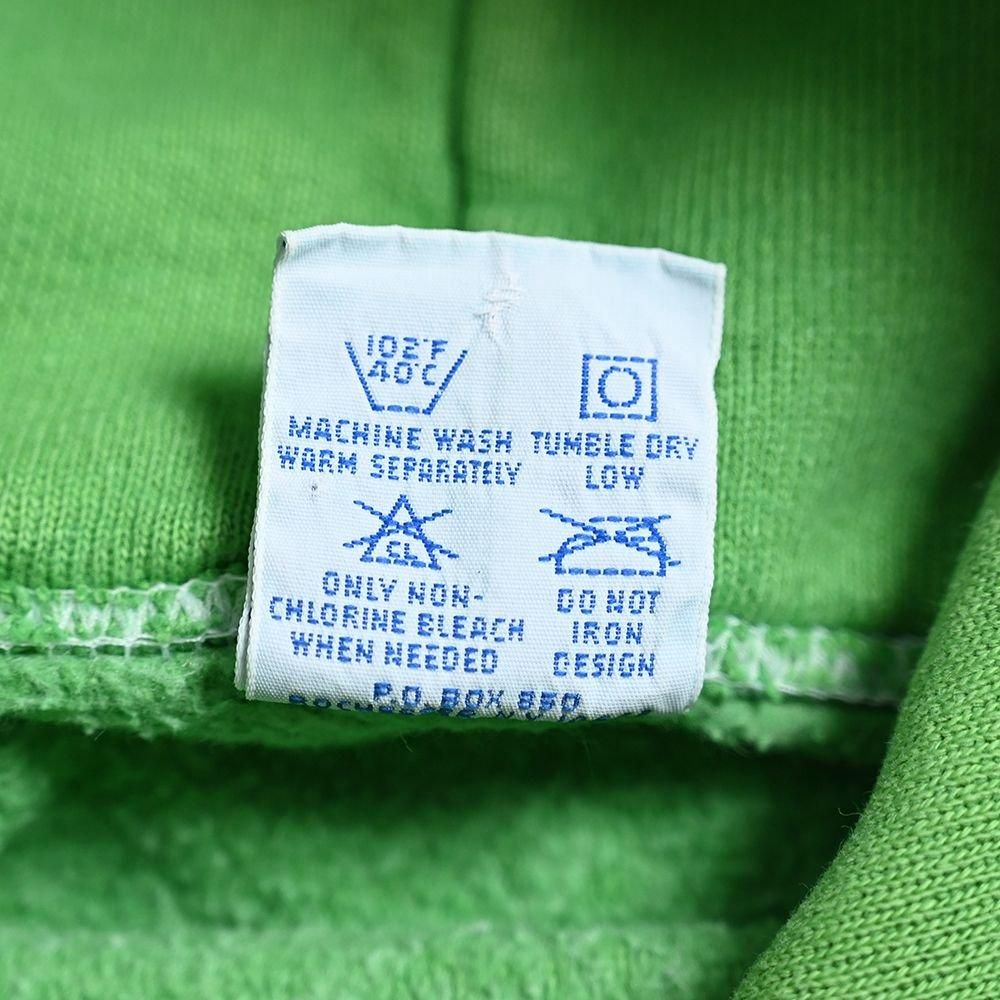 102°F
40°C
MACHINE WASH
WARM SEPARATELY
TUMBLE DRY
LOW
CL
ONLY NON-
CHLORINE BLEACH
WHEN NEEDED
DO NOT
IRON
DESIGN
P.O. BOX 850